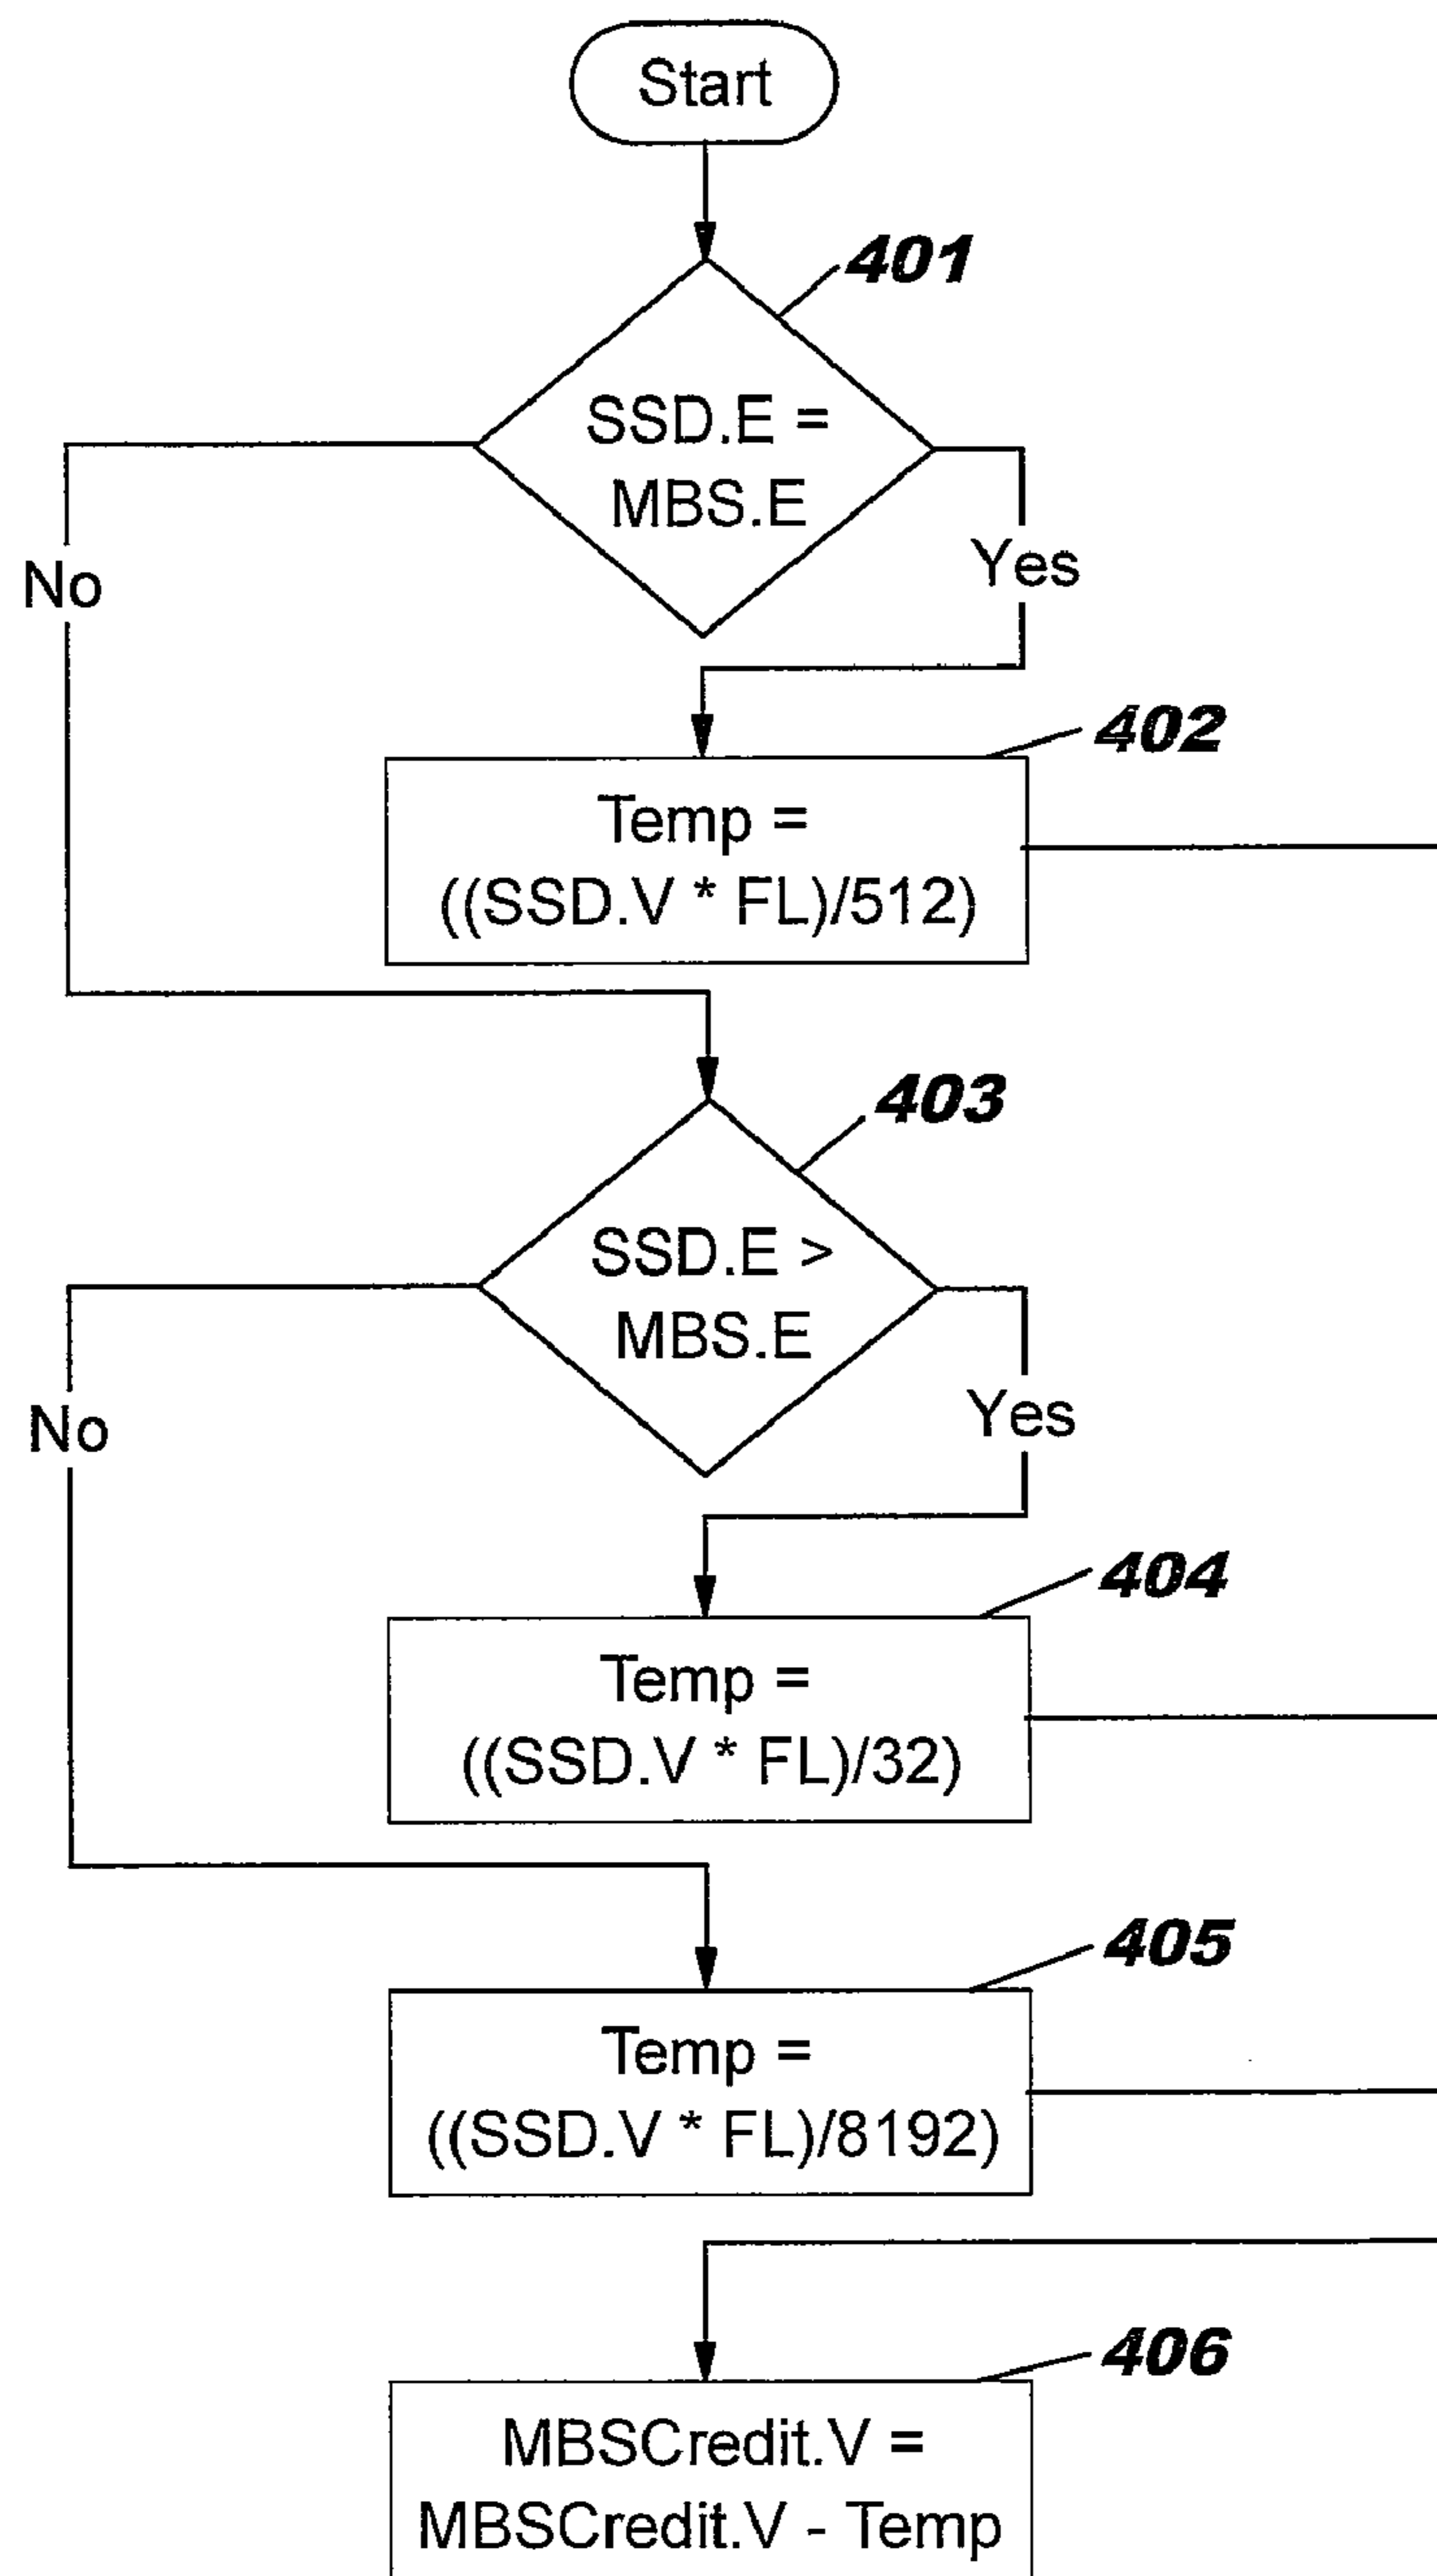 Start
401
SSD.E =
MBS.E
No
Yes
402
Temp =
((SSD.V * FL)/512)
403
SSD.E >
MBS.E
No
Yes
404
Temp =
((SSD.V * FL)/32)
405
Temp =
((SSD.V * FL)/8192)
406
MBSCredit.V =
MBSCredit.V - Temp